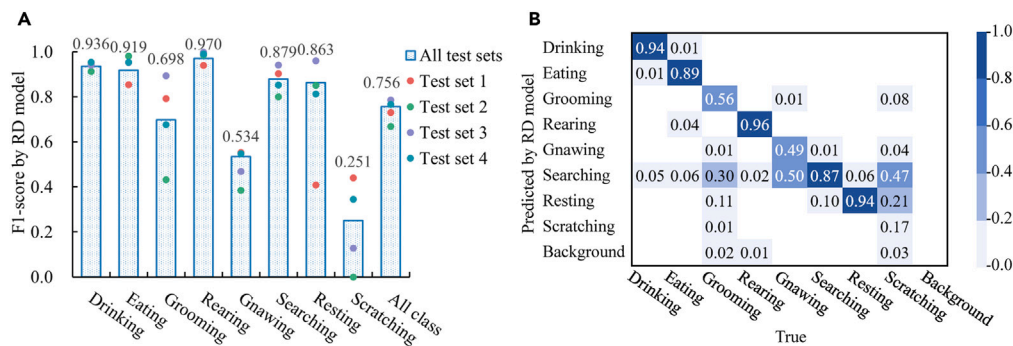 A
0.936 0.919 0.698 0.970 0.534 0.879 0.863 0.251 0.756
F1-score by RD model
1.0
0.8
0.6
0.4
0.2
0.0
Drinking
Eating
Grooming
Rearing
Gnawing
Searching
Resting
Scratching
All class
All test sets
Test set 1
Test set 2
Test set 3
Test set 4
B
Predicted by RD model
Drinking 0.94 0.01
Eating 0.01 0.89
Grooming 0.56 0.01 0.08
Rearing 0.04 0.96
Gnawing 0.01 0.49 0.01 0.04
Searching 0.05 0.06 0.30 0.02 0.50 0.87 0.06 0.47
Resting 0.11 0.10 0.94 0.21
Scratching 0.01 0.17
Background 0.02 0.01 0.03
Drinking
Eating
Grooming
Rearing
Gnawing
Searching
Resting
Scratching
Background
True
1.0
0.8
0.6
0.4
0.2
0.0